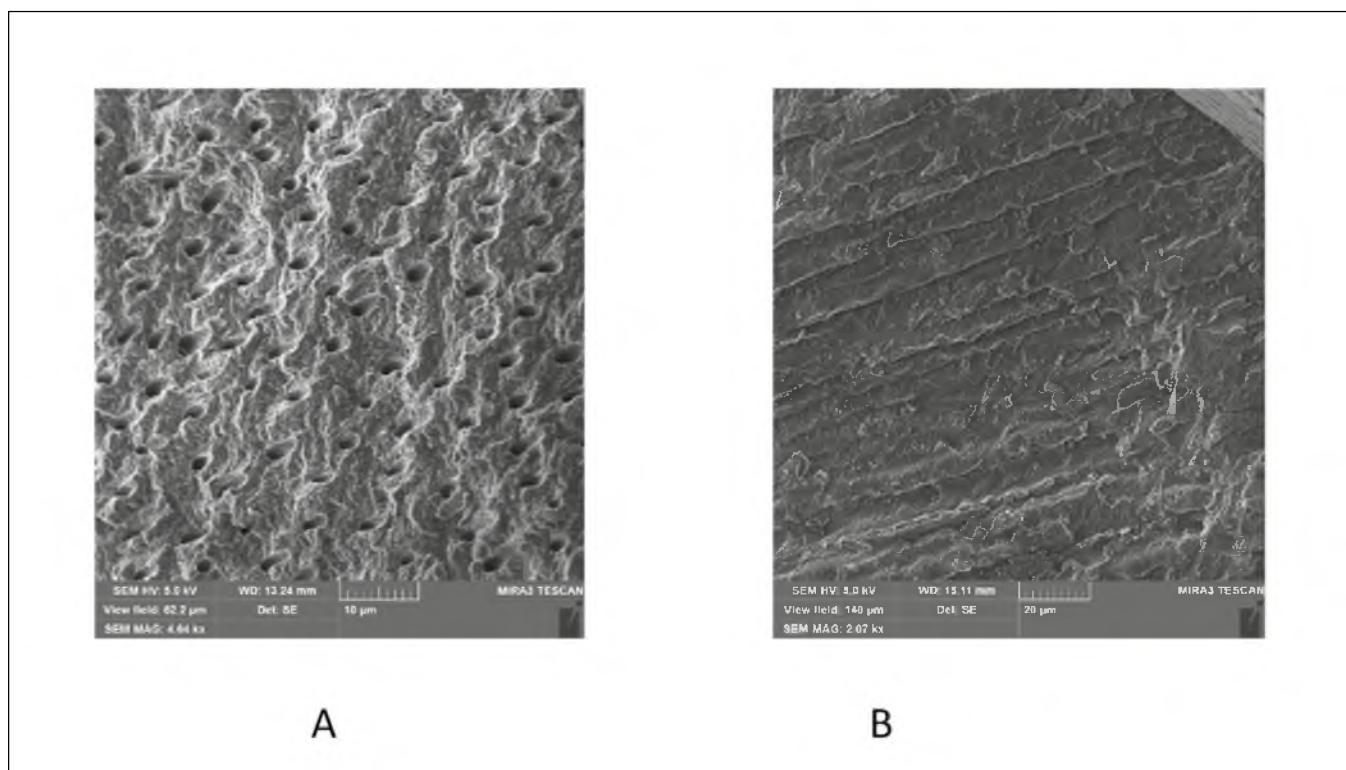 SEM HV: 5.0 kV WD: 13.24 mm MIRA3 TESCAN
View field: 62.2 µm Det: SE 10 µm
SEM MAG: 4.64 kx
SEM HV: 5.0 kV WD: 15.11 mm MIRA3 TESCAN
View field: 140 µm Det: SE 20 µm
SEM MAG: 2.07 kx
A B